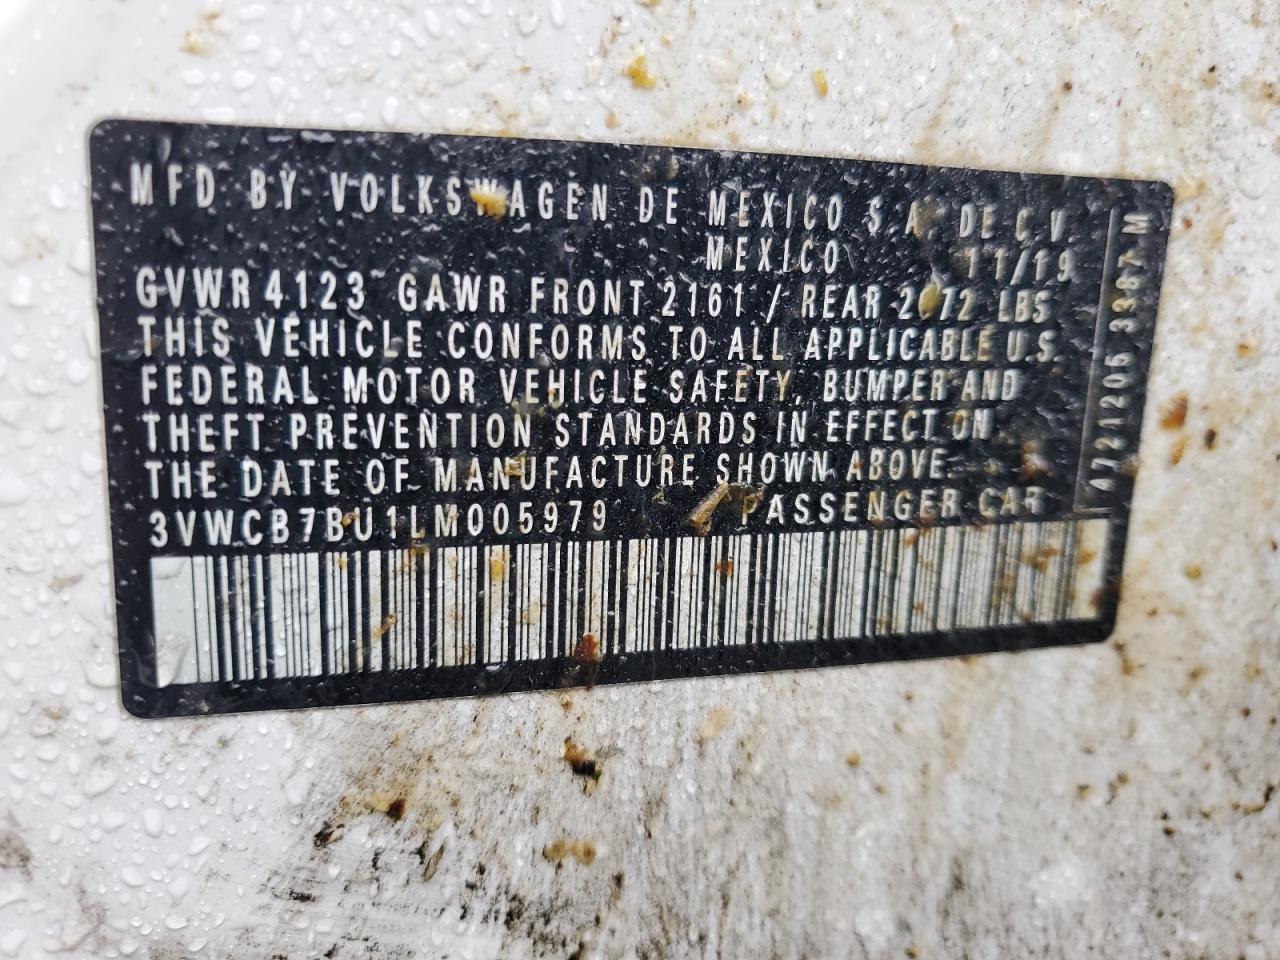 MFD BY VOLKSWAGEN DE MEXICO S.A. DE C.V.
MEXICO 11/19
GVWR 4123 GAWR FRONT 2161 / REAR LBS
THIS VEHICLE CONFORMS TO ALL APPLICABLE U.S.
FEDERAL MOTOR VEHICLE SAFETY, BUMPER AND
THEFT PREVENTION STANDARDS IN EFFECT ON
THE DATE OF MANUFACTURE SHOWN ABOVE.
3VWCB7BU1LM005979 PASSENGER CAR
A721206 3387 M